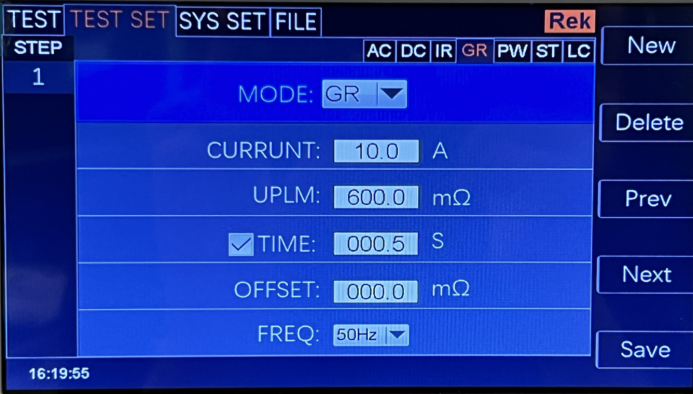 TEST TEST SET SYS SET FILE Rek
STEP AC DC IR GR PW ST LC
1
MODE: GR
CURRUNT: 10.0 A
UPLM: 600.0 mΩ
TIME: 000.5 S
OFFSET: 000.0 mΩ
FREQ: 50Hz
16:19:55
New
Delete
Prev
Next
Save